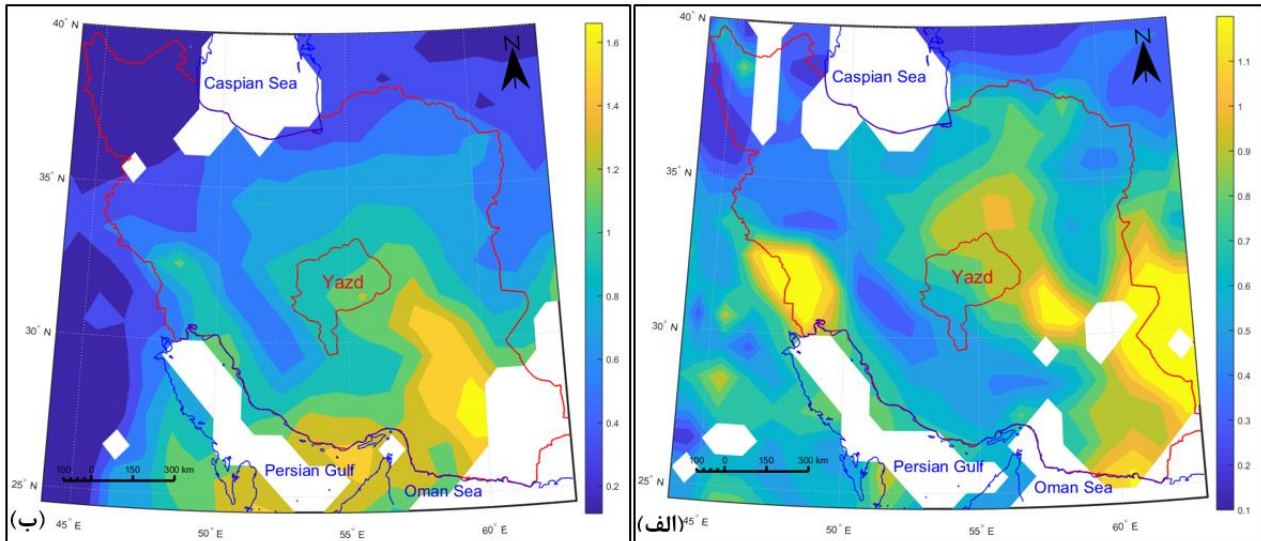 40° N
35° N
30° N
25° N
45° E
50° E
55° E
60° E
N
Caspian Sea
Yazd
Persian Gulf
Oman Sea
100 0 150 300 km
1.6
1.4
1.2
1
0.8
0.6
0.4
0.2
(ب)
40° N
35° N
30° N
25° N
45° E
50° E
55° E
60° E
N
Caspian Sea
Yazd
Persian Gulf
Oman Sea
100 0 150 300 km
1.1
1
0.9
0.8
0.7
0.6
0.5
0.4
0.3
0.2
0.1
(الف)